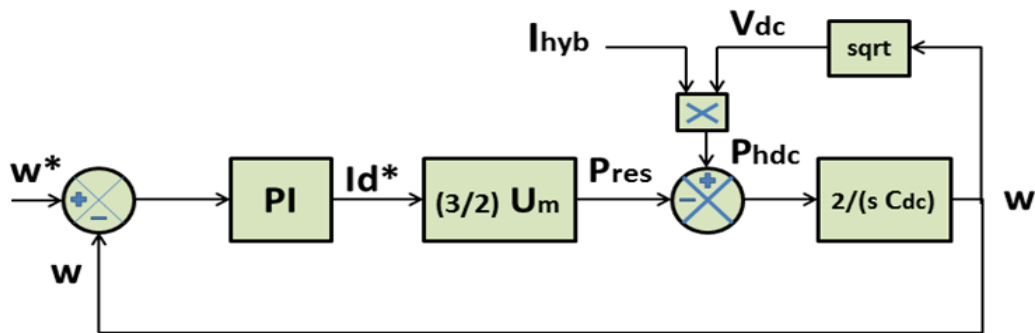 Ihyb
Vdc
sqrt
w*
PI
Id*
(3/2) Um
Pres
Phdc
2/(s Cdc)
w
w